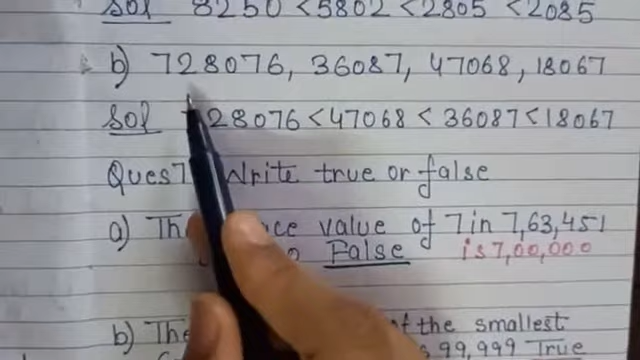 Sol 8250 < 5802 < 2805 < 2085
b) 728076, 36087, 47068, 18067
Sol 28076 < 47068 < 36087 < 18067
Ques 7 Write true or false
a) The value of 7 in 7,63,451
False is 7,00,000
b) The of the smallest
99,999 True